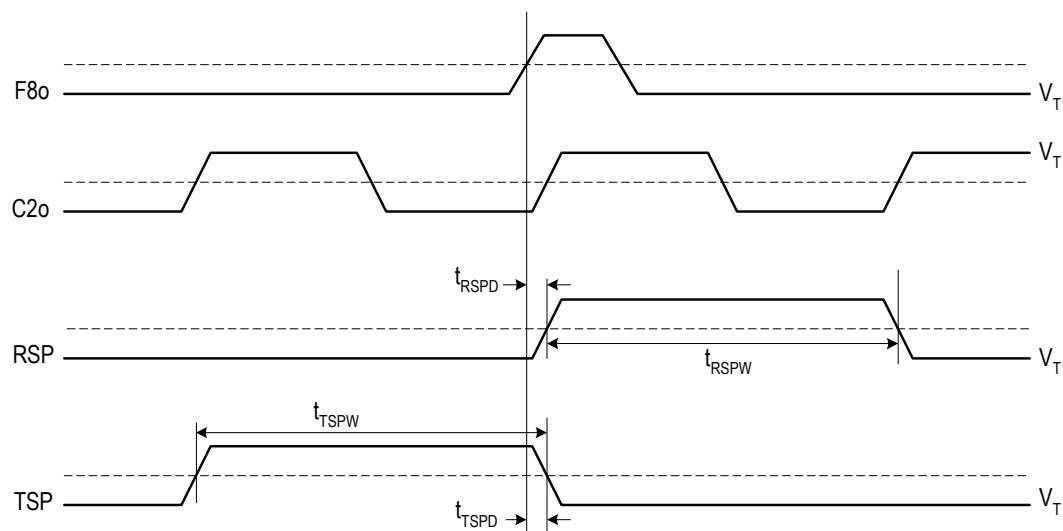 F8o
V_T
V_T
C2o
t_RSPD
RSP
t_RSPW
V_T
t_TSPW
TSP
t_TSPD
V_T